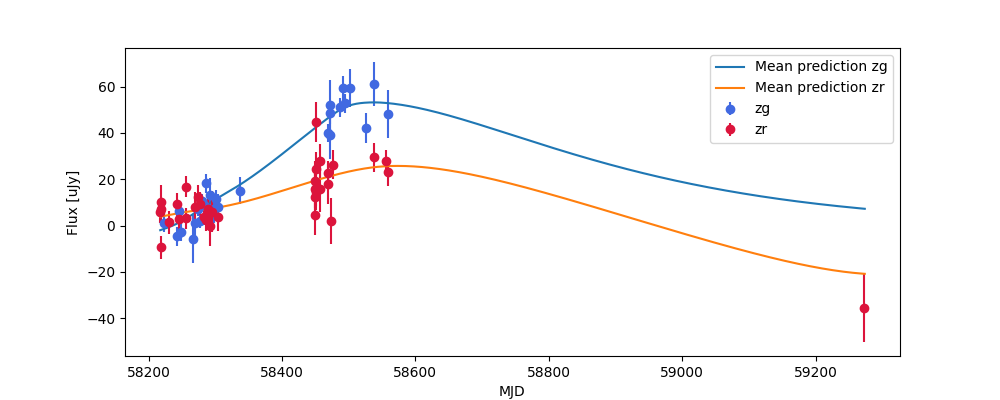 Mean prediction zg
Mean prediction zr
zg
zr
Flux [uJy]
60
40
20
0
−20
−40
58200 58400 58600 58800 59000 59200
MJD